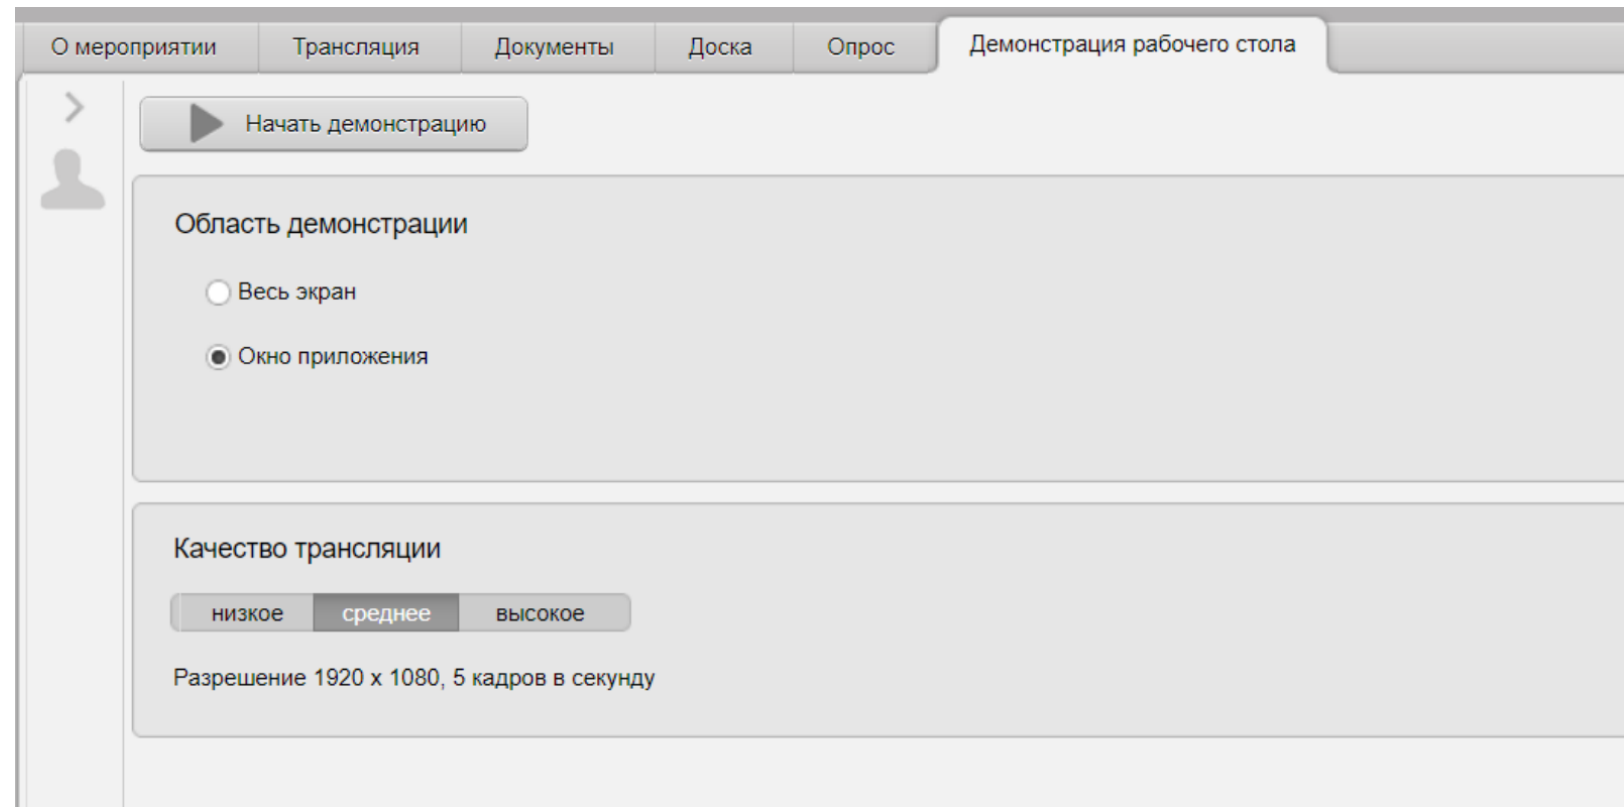 О мероприятии Трансляция Документы Доска Опрос Демонстрация рабочего стола
Начать демонстрацию
Область демонстрации
Весь экран
Окно приложения
Качество трансляции
низкое среднее высокое
Разрешение 1920 x 1080, 5 кадров в секунду